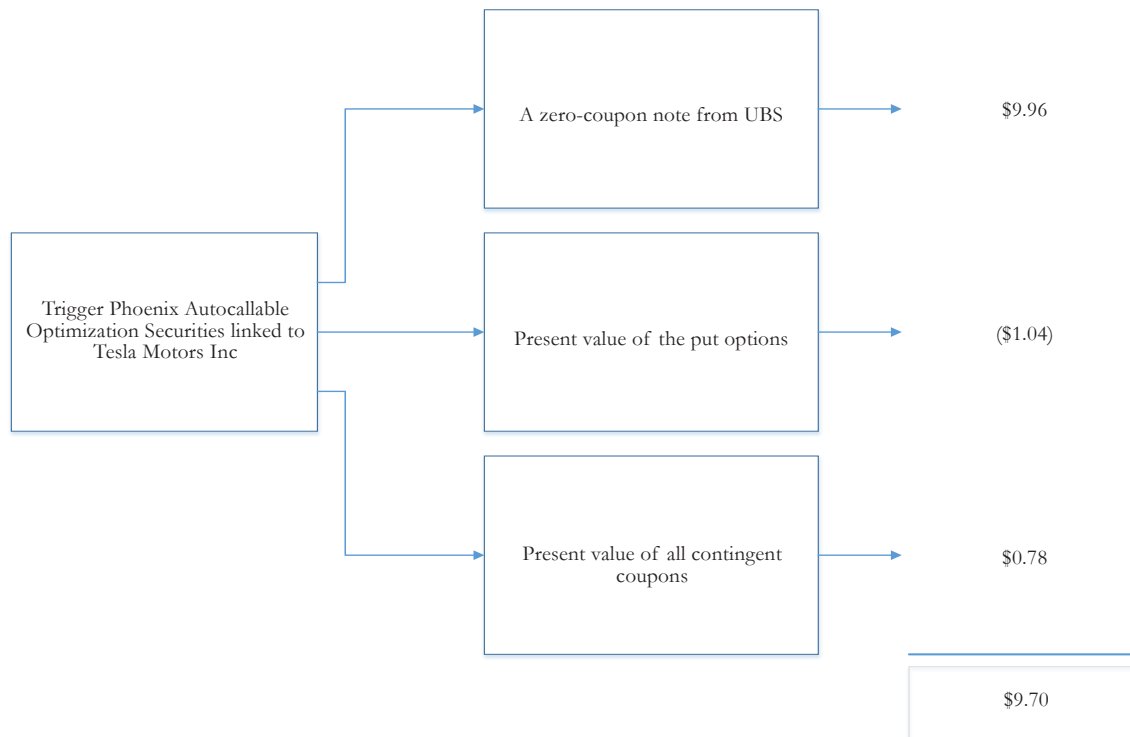 A zero-coupon note from UBS
$9.96
Trigger Phoenix Autocallable
Optimization Securities linked to
Tesla Motors Inc
Present value of the put options
($1.04)
Present value of all contingent
coupons
$0.78
$9.70